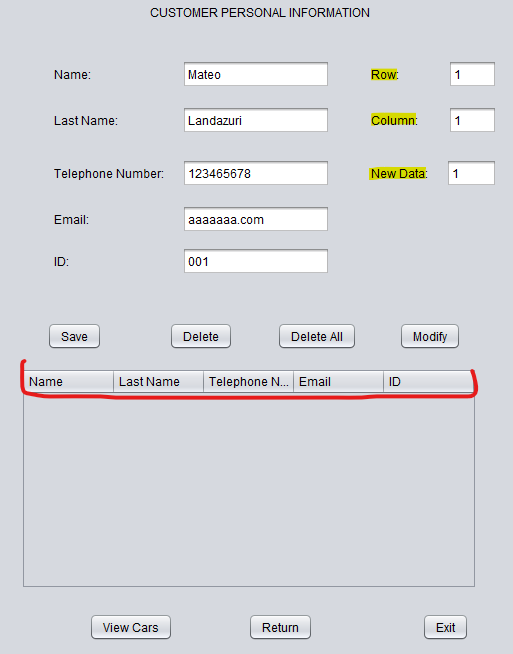 CUSTOMER PERSONAL INFORMATION
Name: Mateo Row: 1
Last Name: Landazuri Column: 1
Telephone Number: 123465678 New Data: 1
Email: aaaaaaa.com
ID: 001
Save Delete Delete All Modify
Name Last Name Telephone N... Email ID
View Cars Return Exit